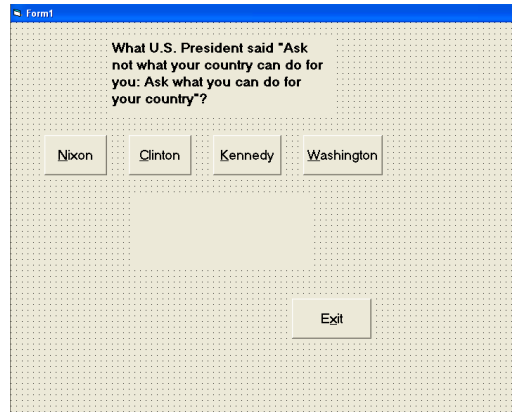 Form1
What U.S. President said "Ask
not what your country can do for
you: Ask what you can do for
your country"?
Nixon Clinton Kennedy Washington
Exit